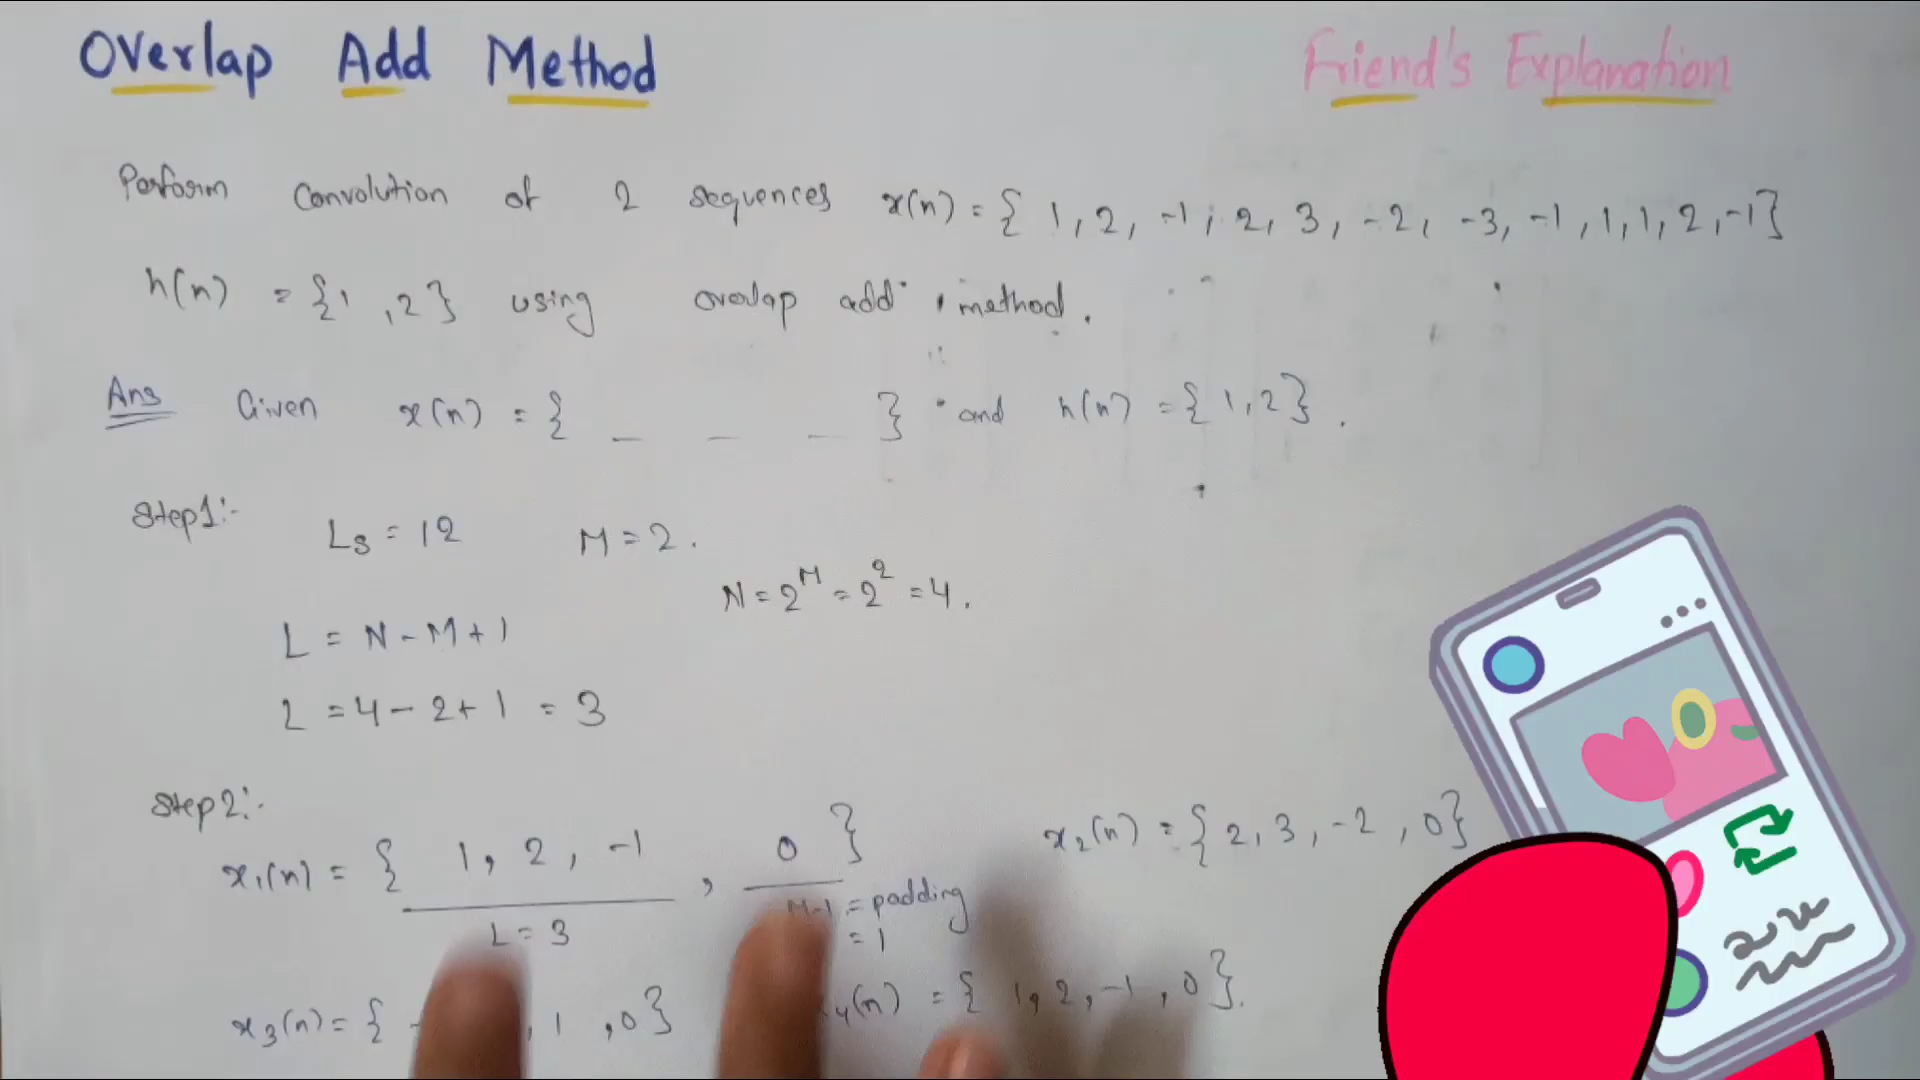 Overlap Add Method
Friend's Explanation
Perform Convolution of 2 sequences x(n) = { 1, 2, -1, 2, 3, -2, -3, -1, 1, 1, 2, -1}
h(n) = {1, 2} using overlap add method.
Ans Given x(n) = { _ _ _ } and h(n) = {1, 2}.
Step1:-
Ls = 12 M = 2.
N = 2^M = 2^2 = 4.
L = N - M + 1
L = 4 - 2 + 1 = 3
Step2:-
x1(n) = { 1, 2, -1, 0 }
x2(n) = { 2, 3, -2, 0}
L = 3
M-1 = padding
= 1
x3(n) = { , 1, 0}
x4(n) = { 1, 2, -1, 0}.